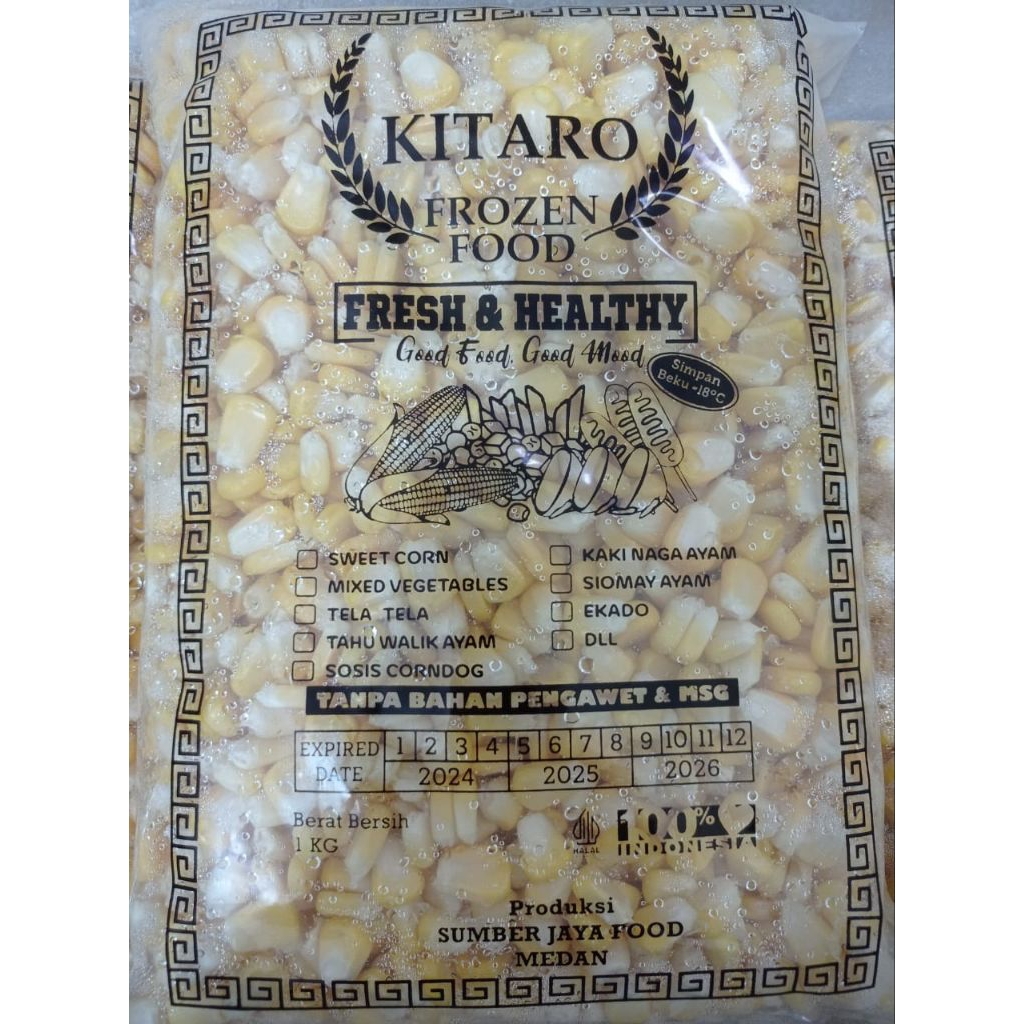 KITARO
FROZEN
FOOD
FRESH & HEALTHY
Good Food, Good Mood
Simpan
Beku -18°C
SWEET CORN
MIXED VEGETABLES
TELA TELA
TAHU WALIK AYAM
SOSIS CORNDOG
KAKI NAGA AYAM
SIOMAY AYAM
EKADO
DLL
TANPA BAHAN PENGAWET & MSG
EXPIRED DATE
1 2 3 4 5 6 7 8 9 10 11 12
2024 2025 2026
Berat Bersih
1 KG
HALAL
100%
INDONESIA
Produksi
SUMBER JAYA FOOD
MEDAN